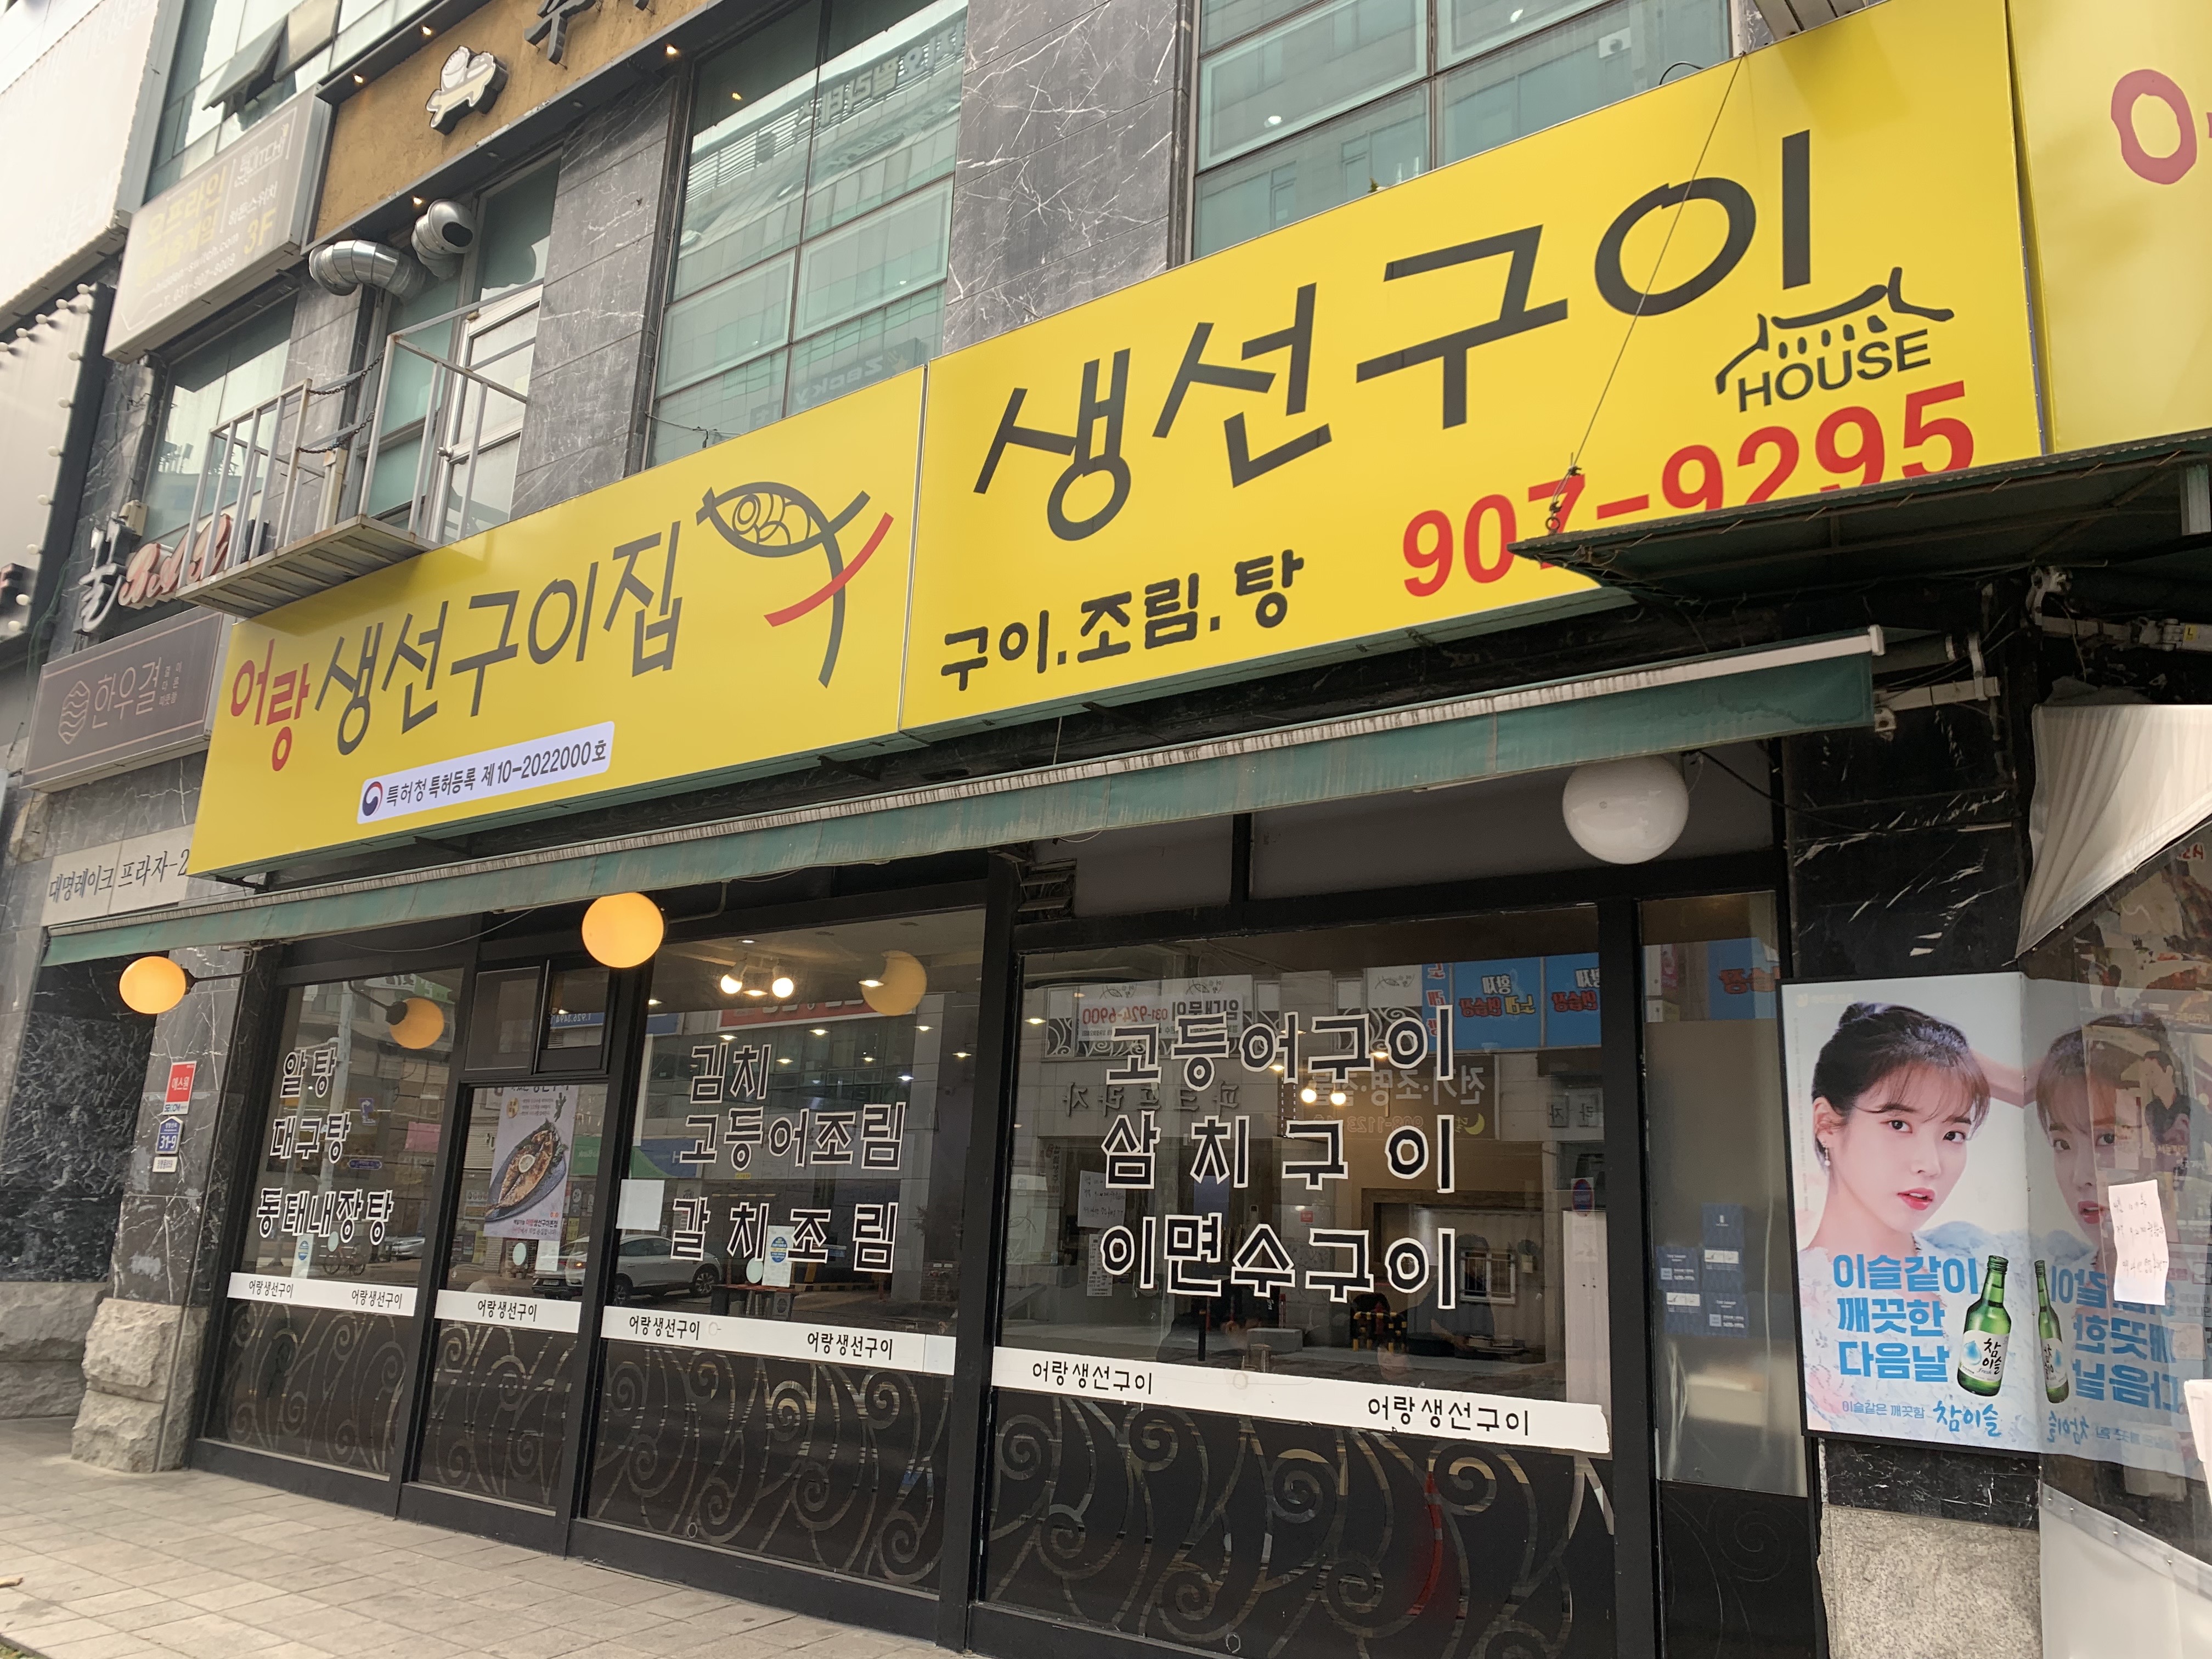 3F
한우결
대명레이크프라자-2
어랑생선구이집
특허청 특허등록 제10-2022000호
생선구이
HOUSE
907-9295
구이.조림.탕
에스원
31-9
알탕
대구탕
동태내장탕
김치
고등어조림
갈치조림
고등어구이
삼치구이
이면수구이
어랑생선구이
어랑생선구이
어랑생선구이
어랑생선구이
어랑생선구이
어랑생선구이
어랑생선구이
이슬같이
깨끗한
다음날
참이슬
이슬같은 깨끗함 참이슬